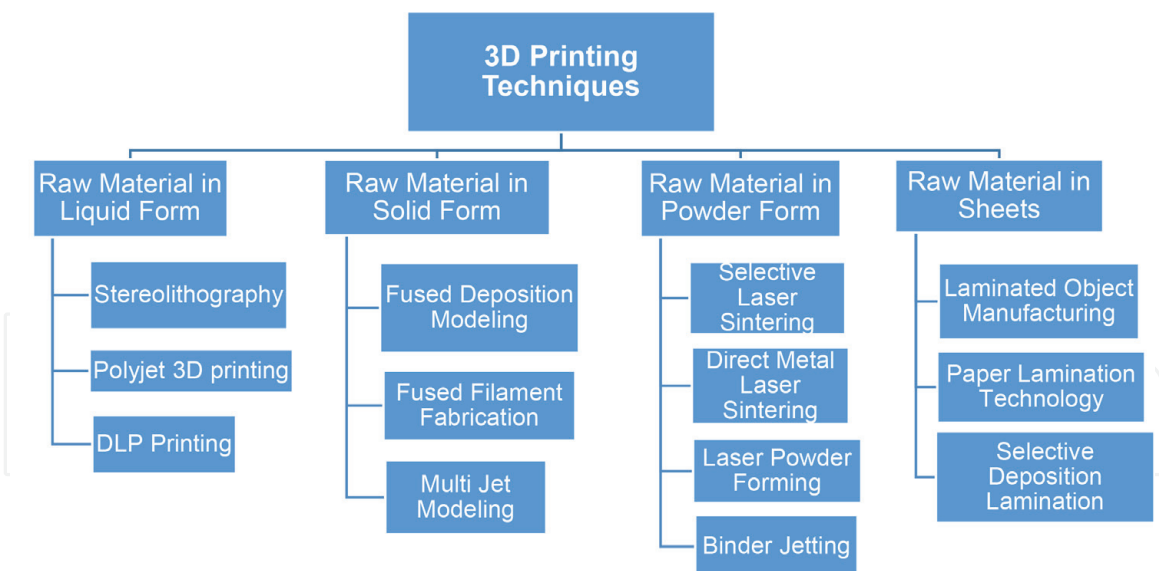 3D Printing
Techniques
Raw Material in
Liquid Form
Stereolithography
Polyjet 3D printing
DLP Printing
Raw Material in
Solid Form
Fused Deposition
Modeling
Fused Filament
Fabrication
Multi Jet
Modeling
Raw Material in
Powder Form
Selective
Laser
Sintering
Direct Metal
Laser
Sintering
Laser Powder
Forming
Binder Jetting
Raw Material in
Sheets
Laminated Object
Manufacturing
Paper Lamination
Technology
Selective
Deposition
Lamination